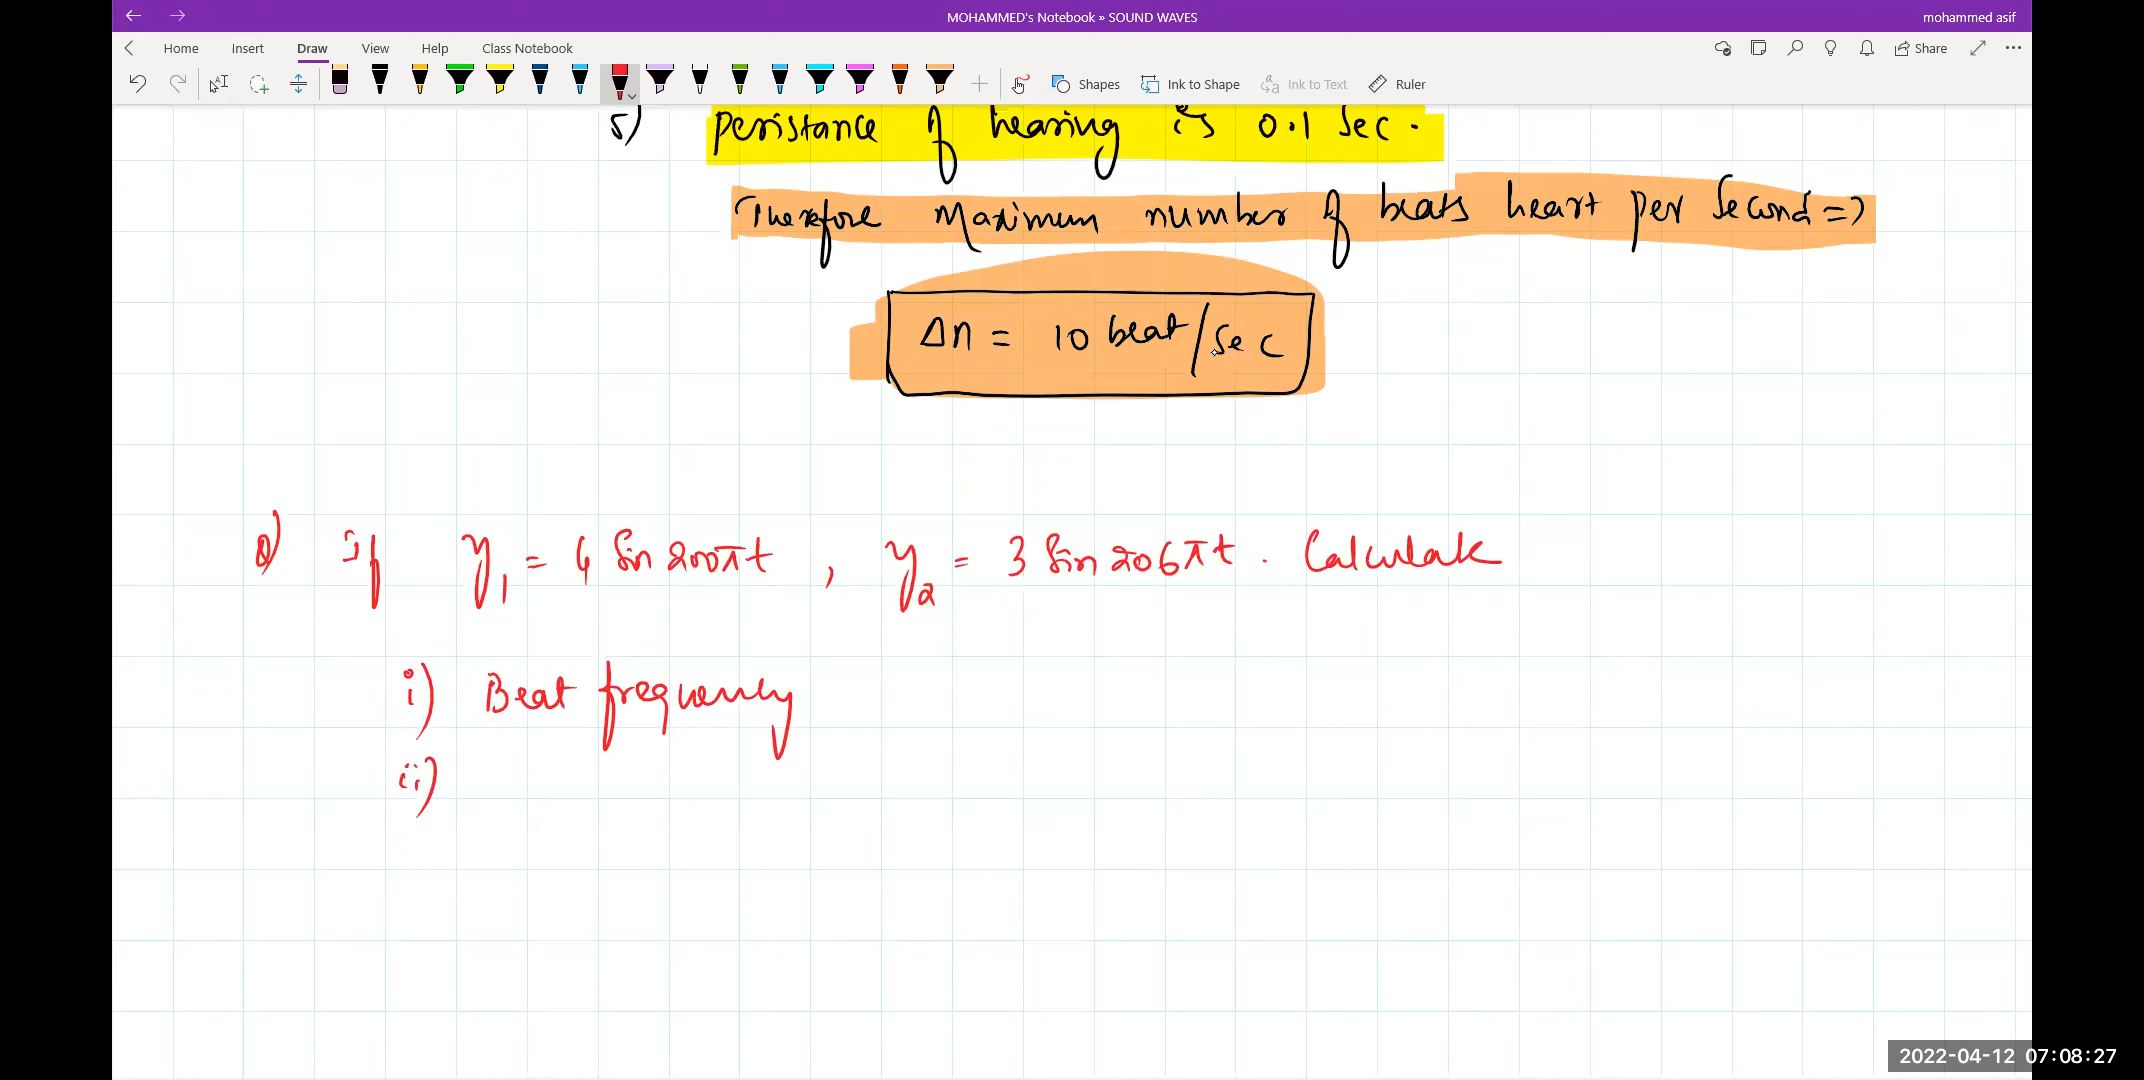 MOHAMMED's Notebook » SOUND WAVES
mohammed asif
Home Insert Draw View Help Class Notebook
Share
Shapes Ink to Shape Ink to Text Ruler
5) Peristance of hearing is 0.1 Sec.
Therefore Maximum number of beats heart per Second =>
Δn = 10 beat/Sec
Q) If y₁ = 4 Sin 200πt , y₂ = 3 Sin 206πt . Calculate
i) Beat frequency
ii)
2022-04-12 07:08:27